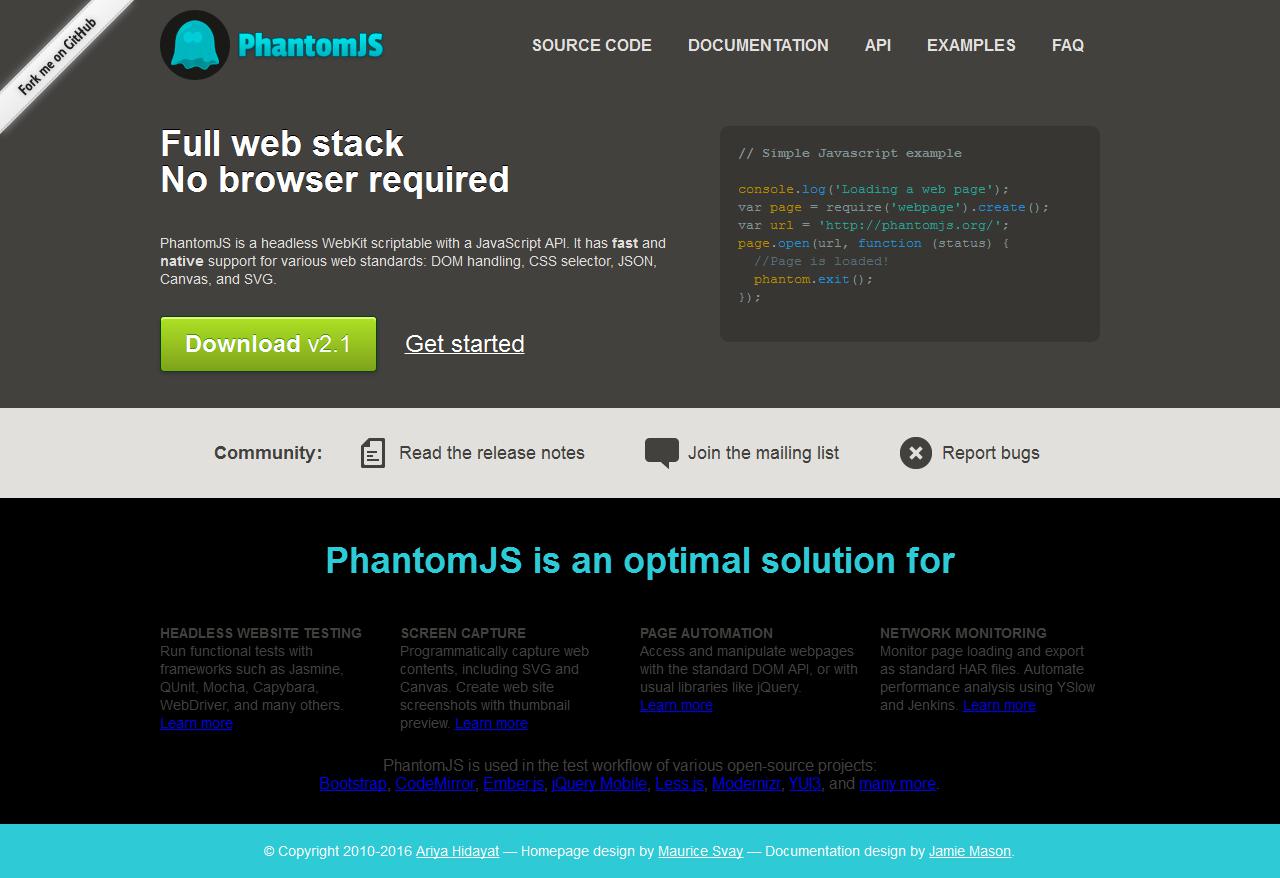 Fork me on GitHub
PhantomJS
SOURCE CODE DOCUMENTATION API EXAMPLES FAQ
Full web stack
No browser required
PhantomJS is a headless WebKit scriptable with a JavaScript API. It has fast and
native support for various web standards: DOM handling, CSS selector, JSON,
Canvas, and SVG.
Download v2.1 Get started
// Simple Javascript example
console.log('Loading a web page');
var page = require('webpage').create();
var url = 'http://phantomjs.org/';
page.open(url, function (status) {
  //Page is loaded!
  phantom.exit();
});
Community: Read the release notes Join the mailing list Report bugs
PhantomJS is an optimal solution for
HEADLESS WEBSITE TESTING
Run functional tests with
frameworks such as Jasmine,
QUnit, Mocha, Capybara,
WebDriver, and many others.
Learn more
SCREEN CAPTURE
Programmatically capture web
contents, including SVG and
Canvas. Create web site
screenshots with thumbnail
preview. Learn more
PAGE AUTOMATION
Access and manipulate webpages
with the standard DOM API, or with
usual libraries like jQuery.
Learn more
NETWORK MONITORING
Monitor page loading and export
as standard HAR files. Automate
performance analysis using YSlow
and Jenkins. Learn more
PhantomJS is used in the test workflow of various open-source projects:
Bootstrap, CodeMirror, Ember.js, jQuery Mobile, Less.js, Modernizr, YUI3, and many more.
© Copyright 2010-2016 Ariya Hidayat — Homepage design by Maurice Svay — Documentation design by Jamie Mason.